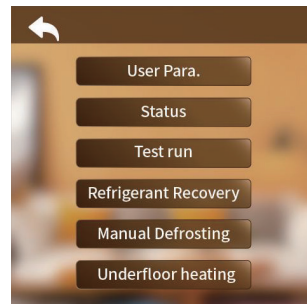 User Para.
Status
Test run
Refrigerant Recovery
Manual Defrosting
Underfloor heating